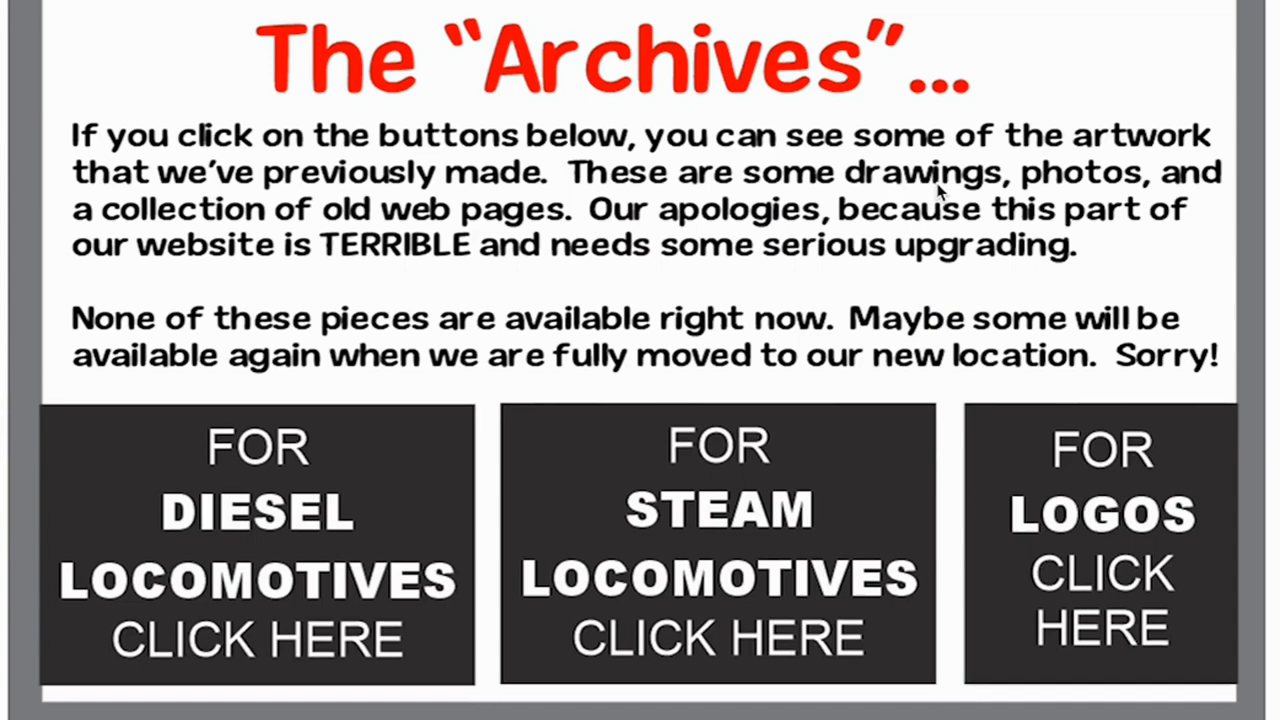 The “Archives”...
If you click on the buttons below, you can see some of the artwork
that we’ve previously made.  These are some drawings, photos, and
a collection of old web pages.  Our apologies, because this part of
our website is TERRIBLE and needs some serious upgrading.
None of these pieces are available right now.  Maybe some will be
available again when we are fully moved to our new location.  Sorry!
FOR
DIESEL
LOCOMOTIVES
CLICK HERE
FOR
STEAM
LOCOMOTIVES
CLICK HERE
FOR
LOGOS
CLICK
HERE